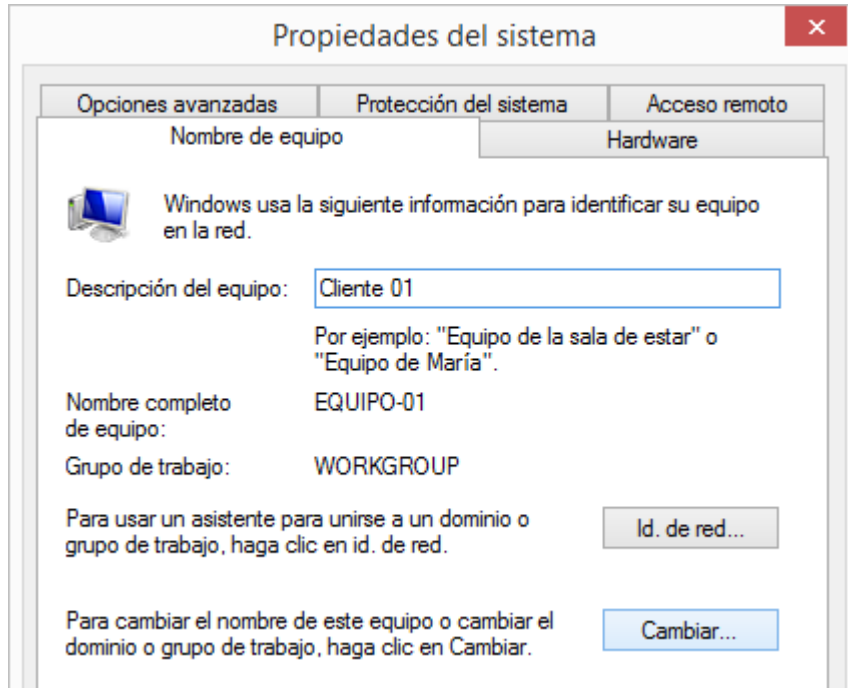 Propiedades del sistema
Opciones avanzadas
Protección del sistema
Acceso remoto
Nombre de equipo
Hardware
Windows usa la siguiente información para identificar su equipo
en la red.
Descripción del equipo:
Cliente 01
Por ejemplo: "Equipo de la sala de estar" o
"Equipo de María".
Nombre completo
de equipo:
EQUIPO-01
Grupo de trabajo:
WORKGROUP
Para usar un asistente para unirse a un dominio o
grupo de trabajo, haga clic en id. de red.
Id. de red...
Para cambiar el nombre de este equipo o cambiar el
dominio o grupo de trabajo, haga clic en Cambiar.
Cambiar...